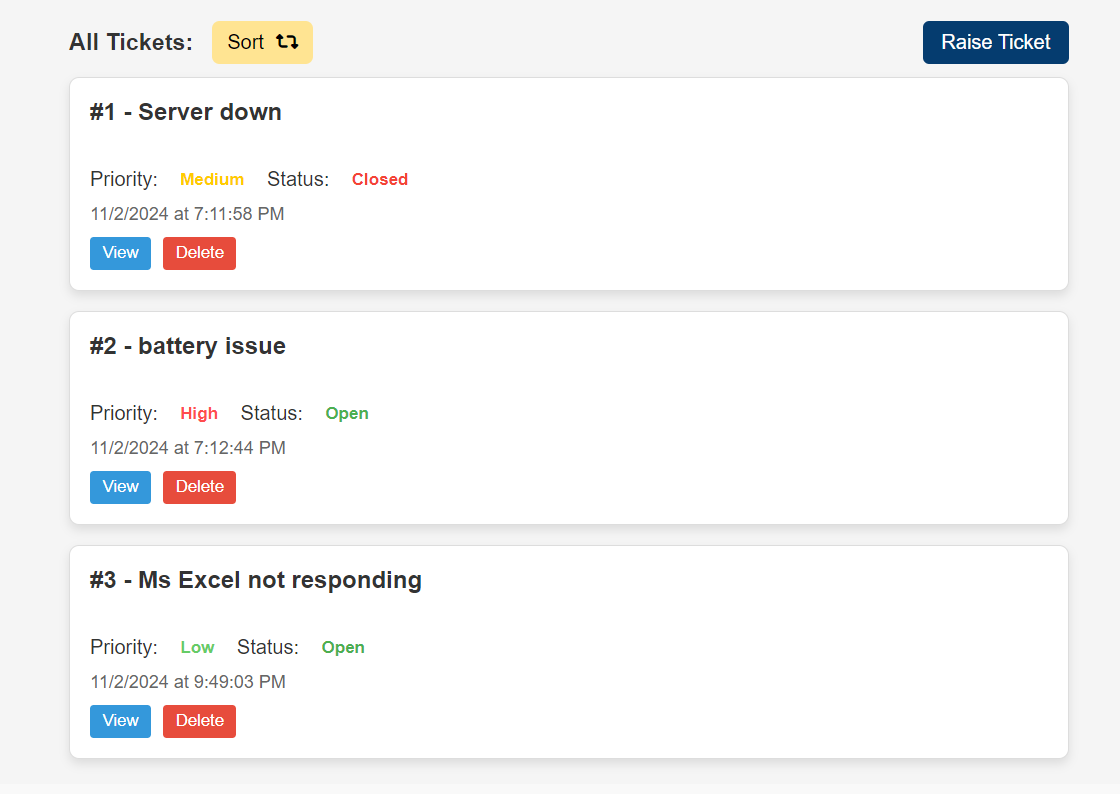 All Tickets: Sort Raise Ticket
#1 - Server down
Priority: Medium Status: Closed
11/2/2024 at 7:11:58 PM
View Delete
#2 - battery issue
Priority: High Status: Open
11/2/2024 at 7:12:44 PM
View Delete
#3 - Ms Excel not responding
Priority: Low Status: Open
11/2/2024 at 9:49:03 PM
View Delete